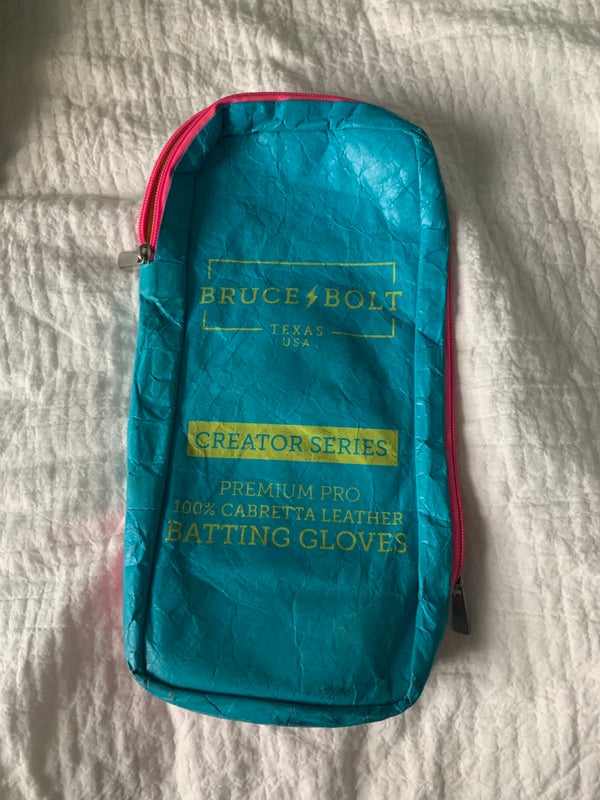 BRUCE BOLT
TEXAS
USA
CREATOR SERIES
PREMIUM PRO
100% CABRETTA LEATHER
BATTING GLOVES